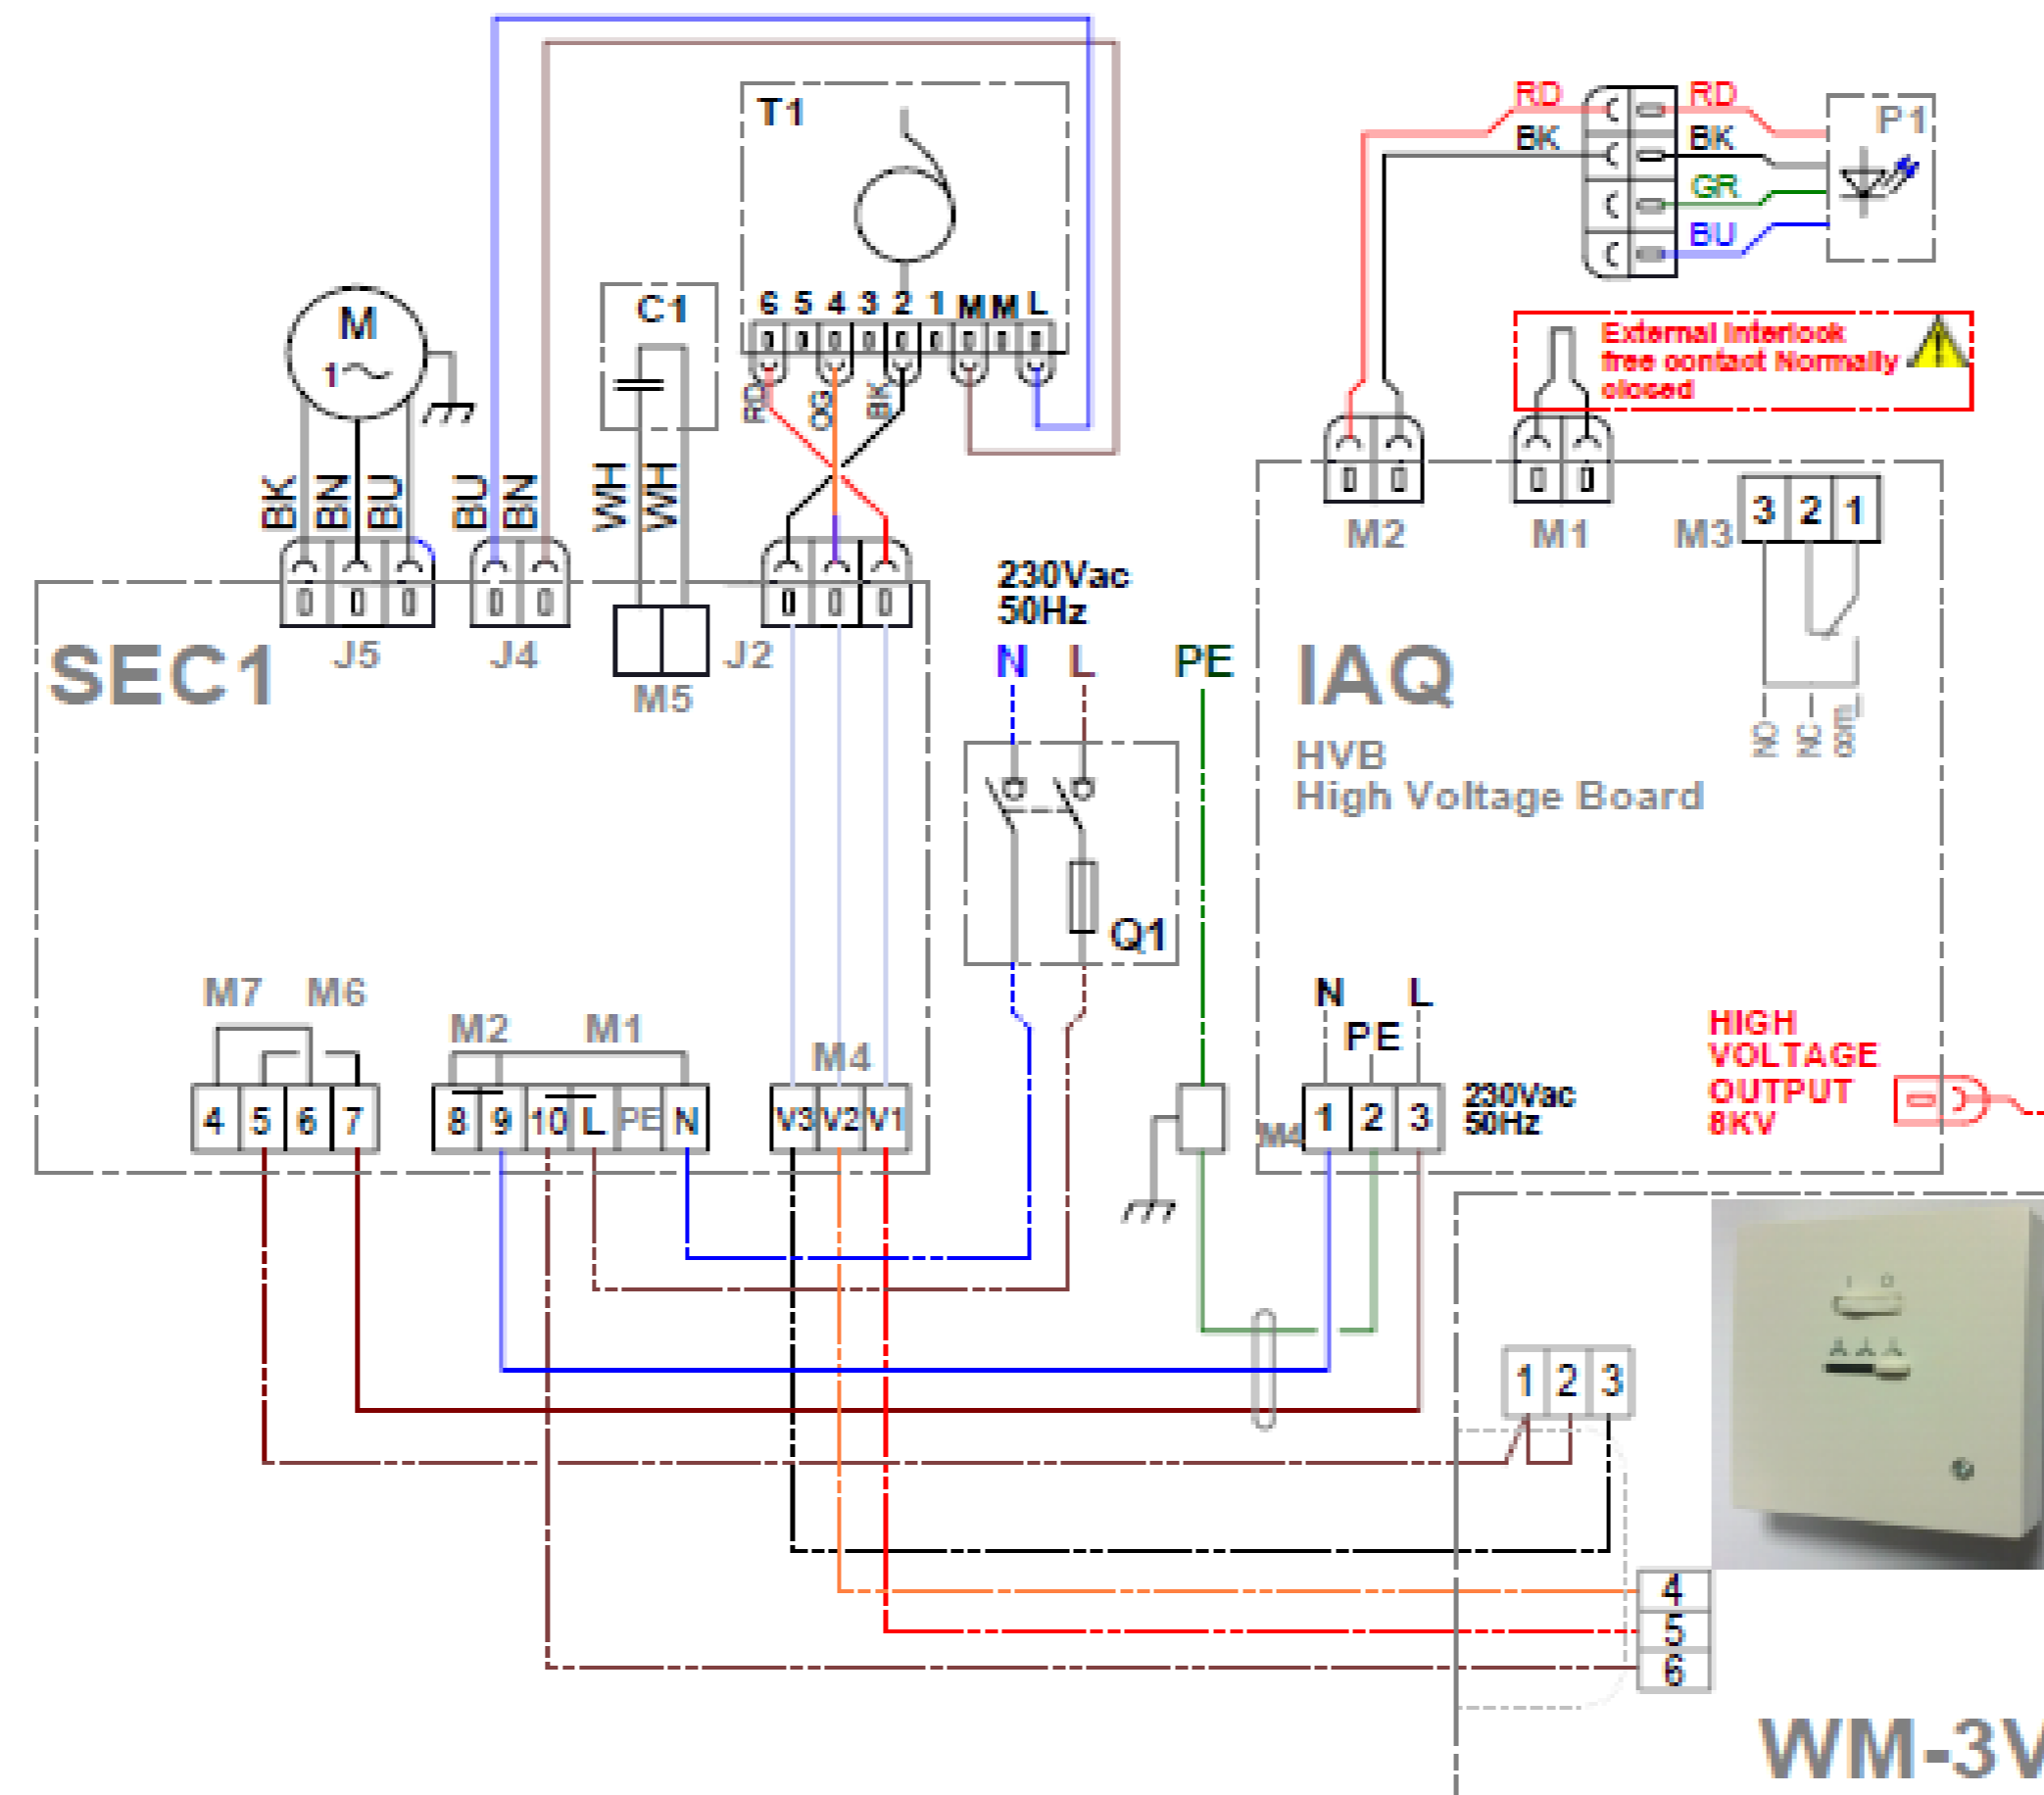 T1
6 5 4 3 2 1 M M L
RD OG BK
C1
M
1~
BK BN BU
BU BN
WH WH
J5
J4
M5
J2
SEC1
230Vac
50Hz
N L PE
Q1
M7 M6
M2 M1
M4
4 5 6 7
8 9 10 L PE N
V3 V2 V1
RD RD
BK BK
GR
BU
P1
External Interlock
free contact Normally
closed
M2 M1 M3
3 2 1
NO NC com
IAQ
HVB
High Voltage Board
N L
PE
M4
1 2 3
230Vac
50Hz
HIGH
VOLTAGE
OUTPUT
8KV
1 2 3
4
5
6
WM-3V